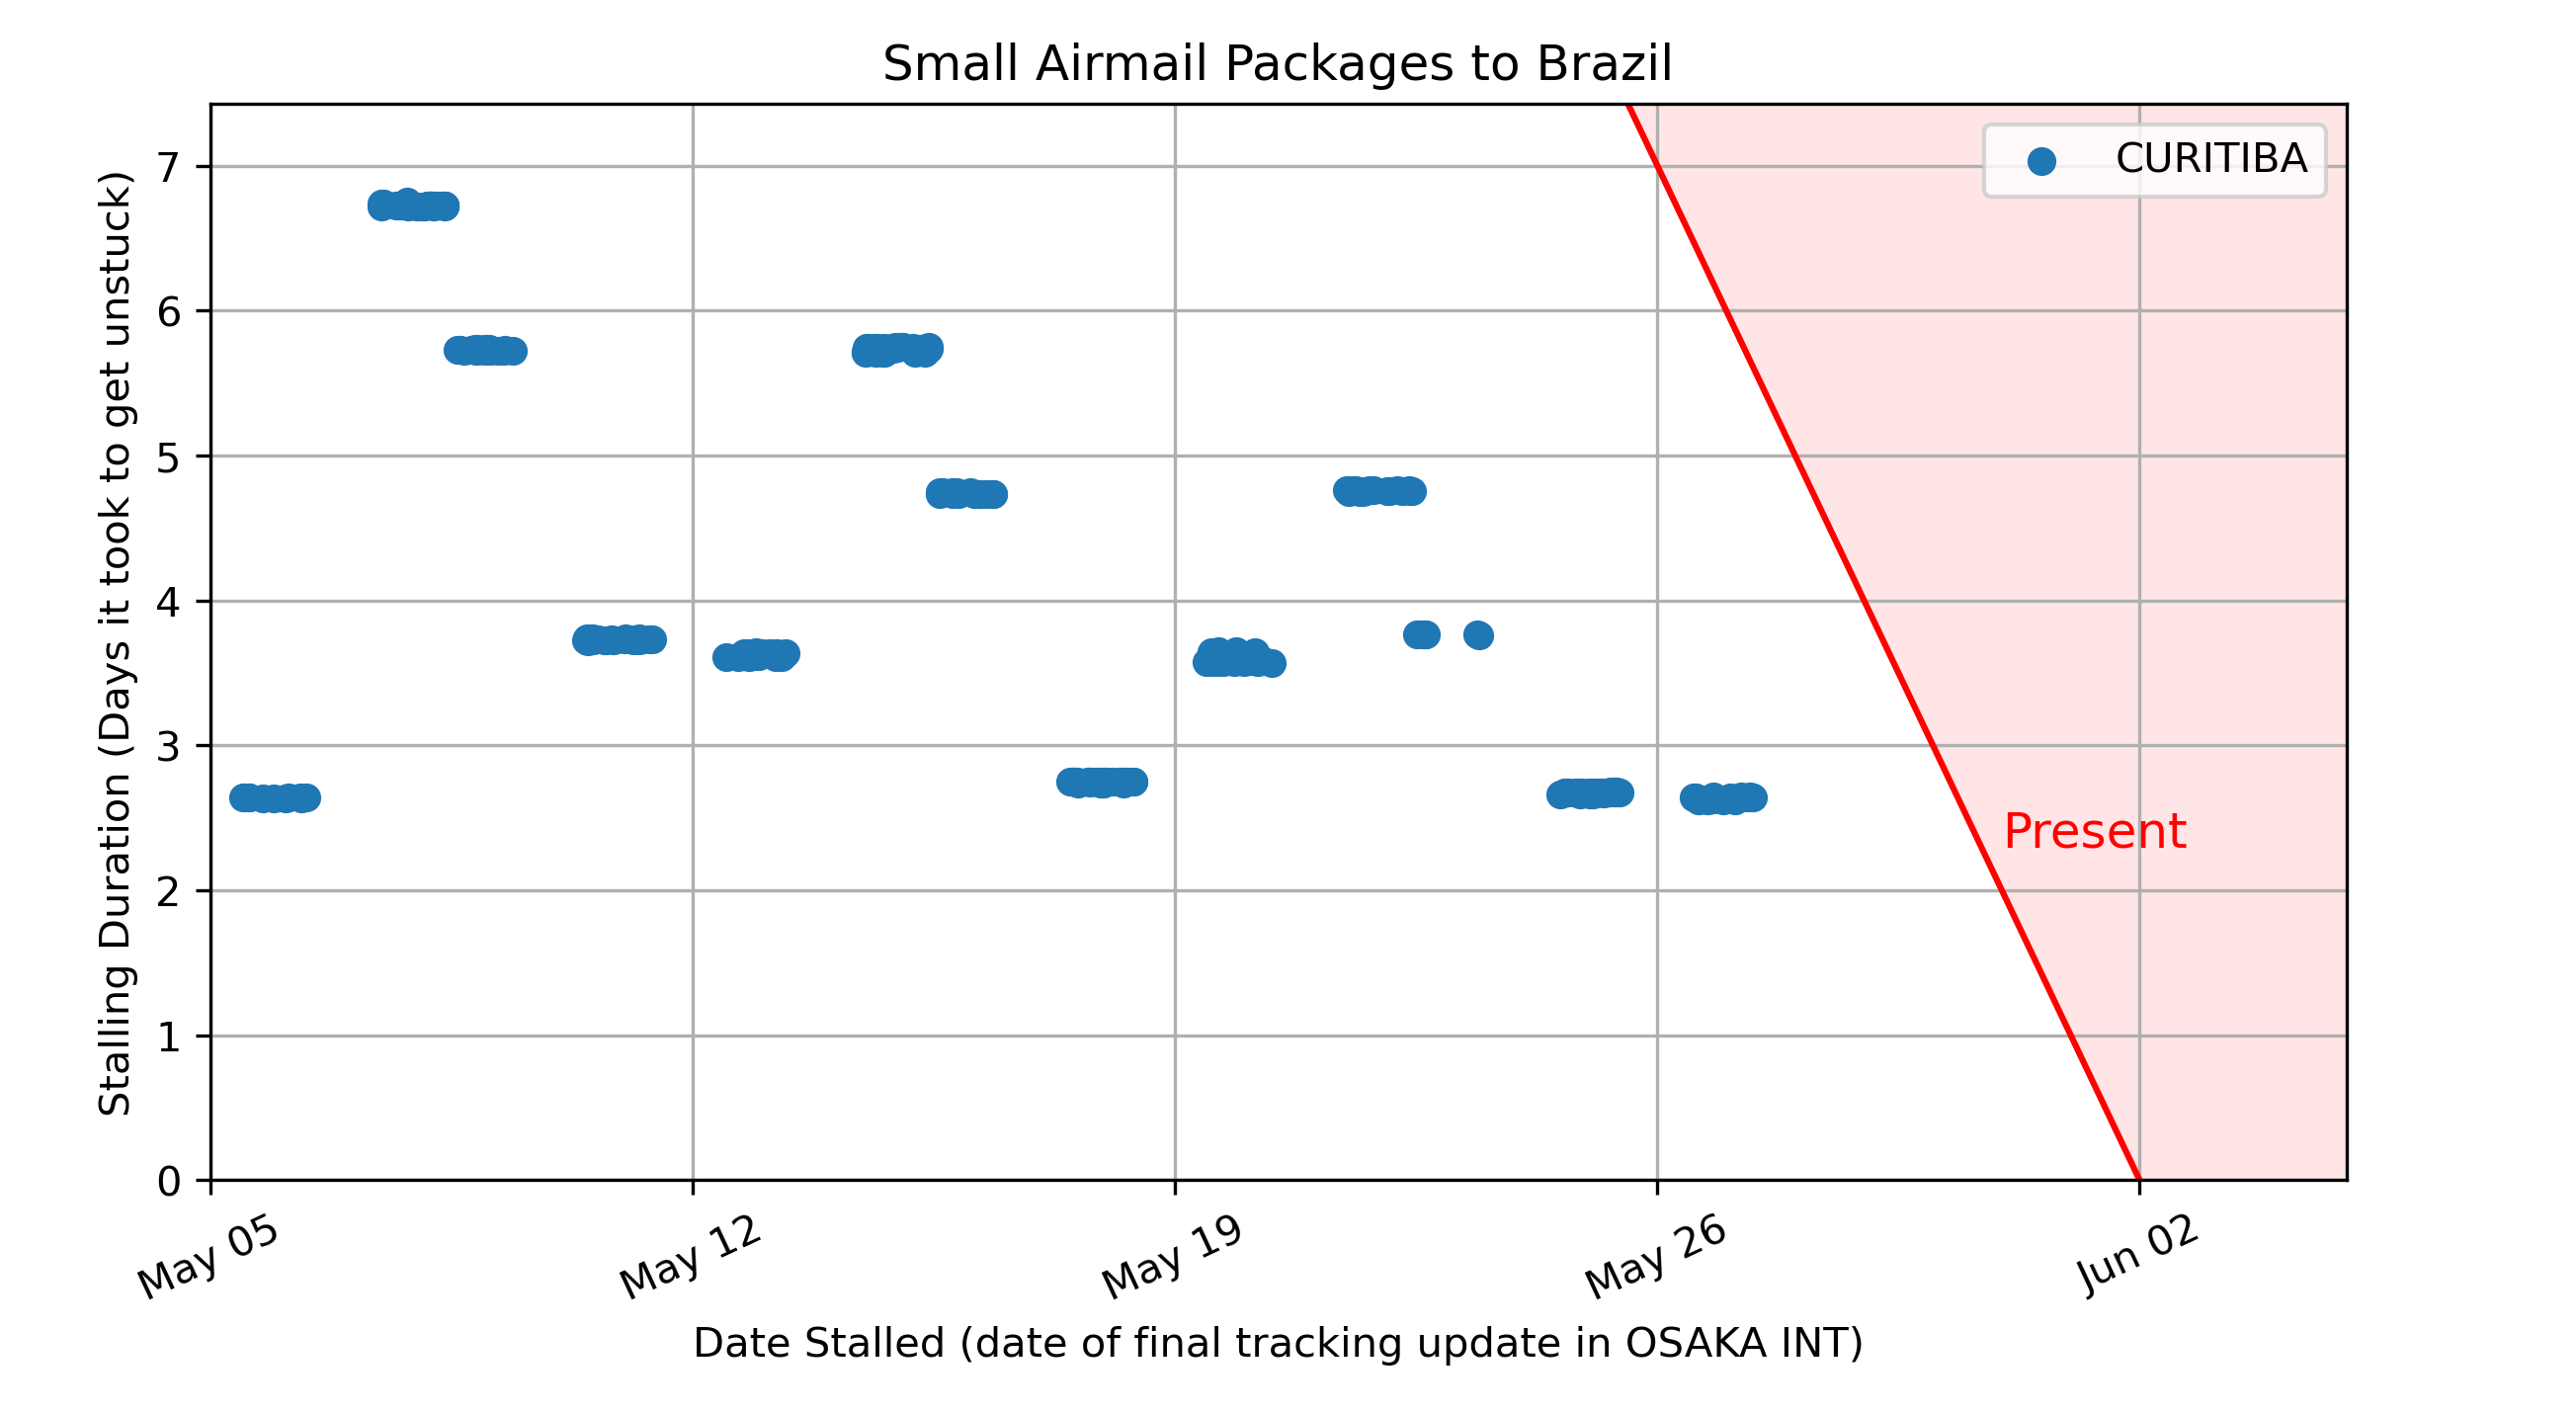 Small Airmail Packages to Brazil
CURITIBA
Stalling Duration (Days it took to get unstuck)
7
6
5
4
3
2
1
0
Present
May 05
May 12
May 19
May 26
Jun 02
Date Stalled (date of final tracking update in OSAKA INT)